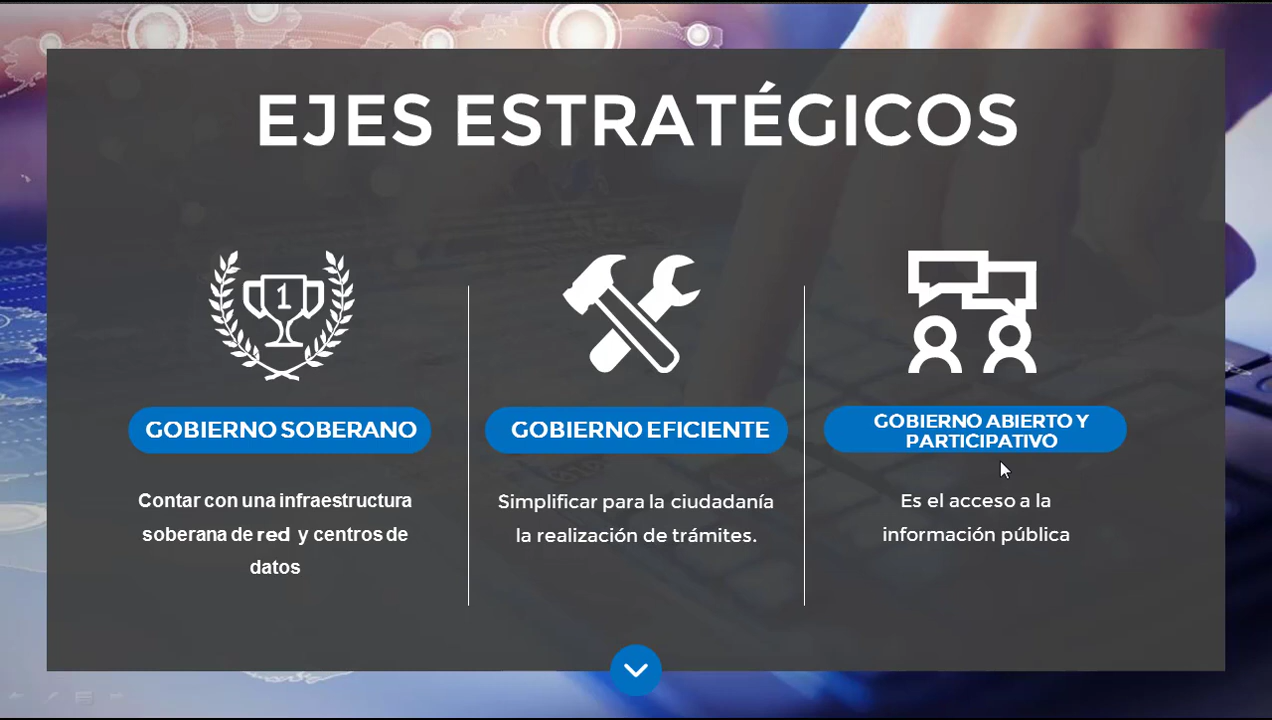 EJES ESTRATÉGICOS
1
GOBIERNO SOBERANO
Contar con una infraestructura
soberana de red y centros de
datos
GOBIERNO EFICIENTE
Simplificar para la ciudadanía
la realización de trámites.
GOBIERNO ABIERTO Y
PARTICIPATIVO
Es el acceso a la
información pública